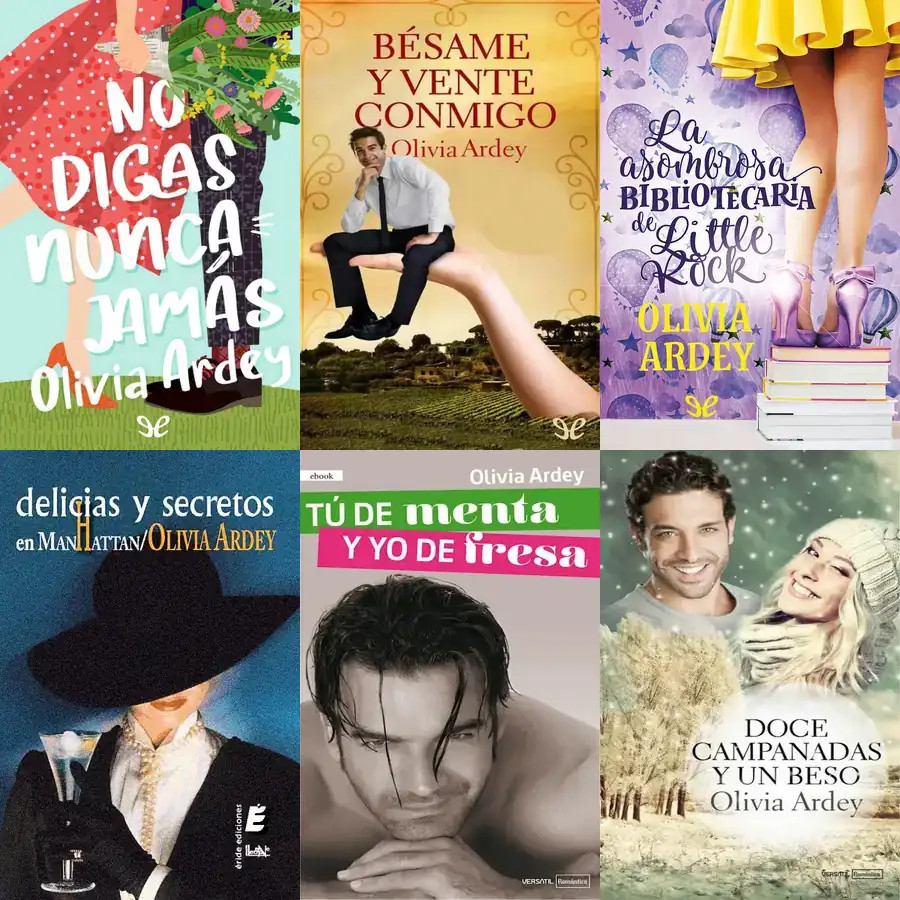 NO
DIGAS
NUNCA
JAMÁS
Olivia Ardey
BÉSAME
Y VENTE
CONMIGO
Olivia Ardey
La
asombrosa
BIBLIOTECARIA
de Little
Rock
OLIVIA
ARDEY
delicias y secretos
en MANHATTAN/OLIVIA ARDEY
éride ediciones
ebook
Olivia Ardey
TÚ DE menta
Y YO DE fresa
VERSATIL Romántica
DOCE
CAMPANADAS
Y UN BESO
Olivia Ardey
VERSATIL Romántica